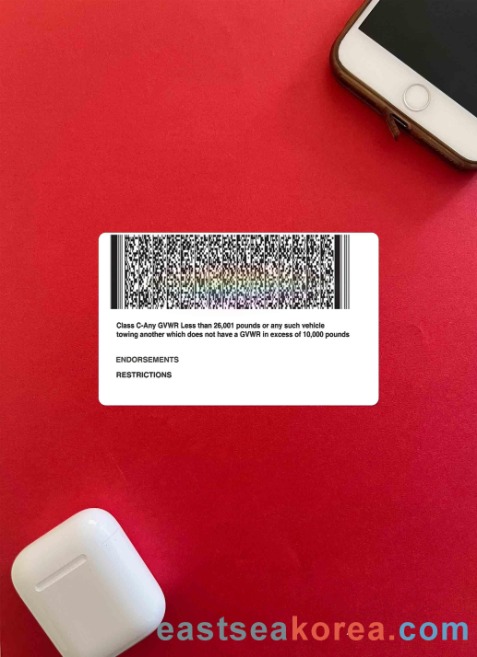 Class C-Any GVWR Less than 26,001 pounds or any such vehicle
towing another which does not have a GVWR in excess of 10,000 pounds
ENDORSEMENTS
RESTRICTIONS
eastseakorea.com